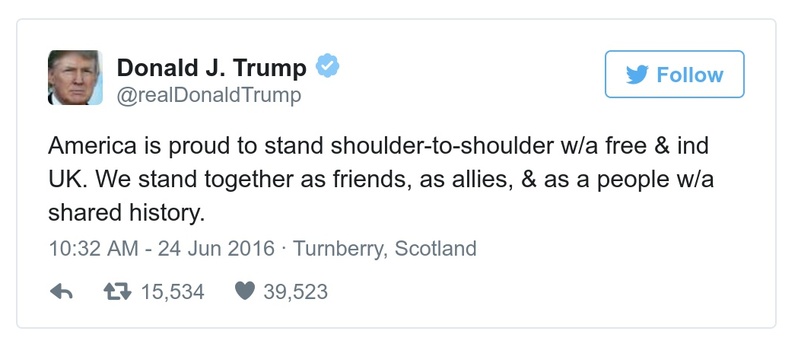 Donald J. Trump
@realDonaldTrump
Follow
America is proud to stand shoulder-to-shoulder w/a free & ind
UK. We stand together as friends, as allies, & as a people w/a
shared history.
10:32 AM - 24 Jun 2016 · Turnberry, Scotland
15,534 39,523